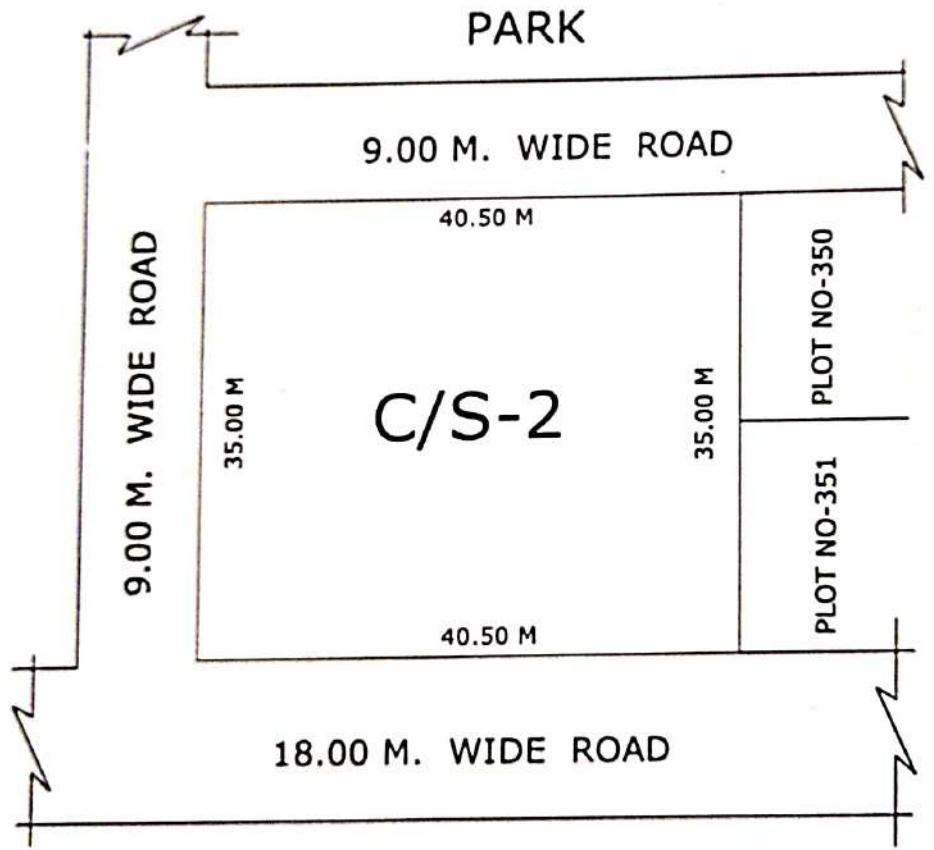 PARK
9.00 M. WIDE ROAD
40.50 M
9.00 M. WIDE ROAD
35.00 M
C/S-2
35.00 M
PLOT NO-350
PLOT NO-351
40.50 M
18.00 M. WIDE ROAD